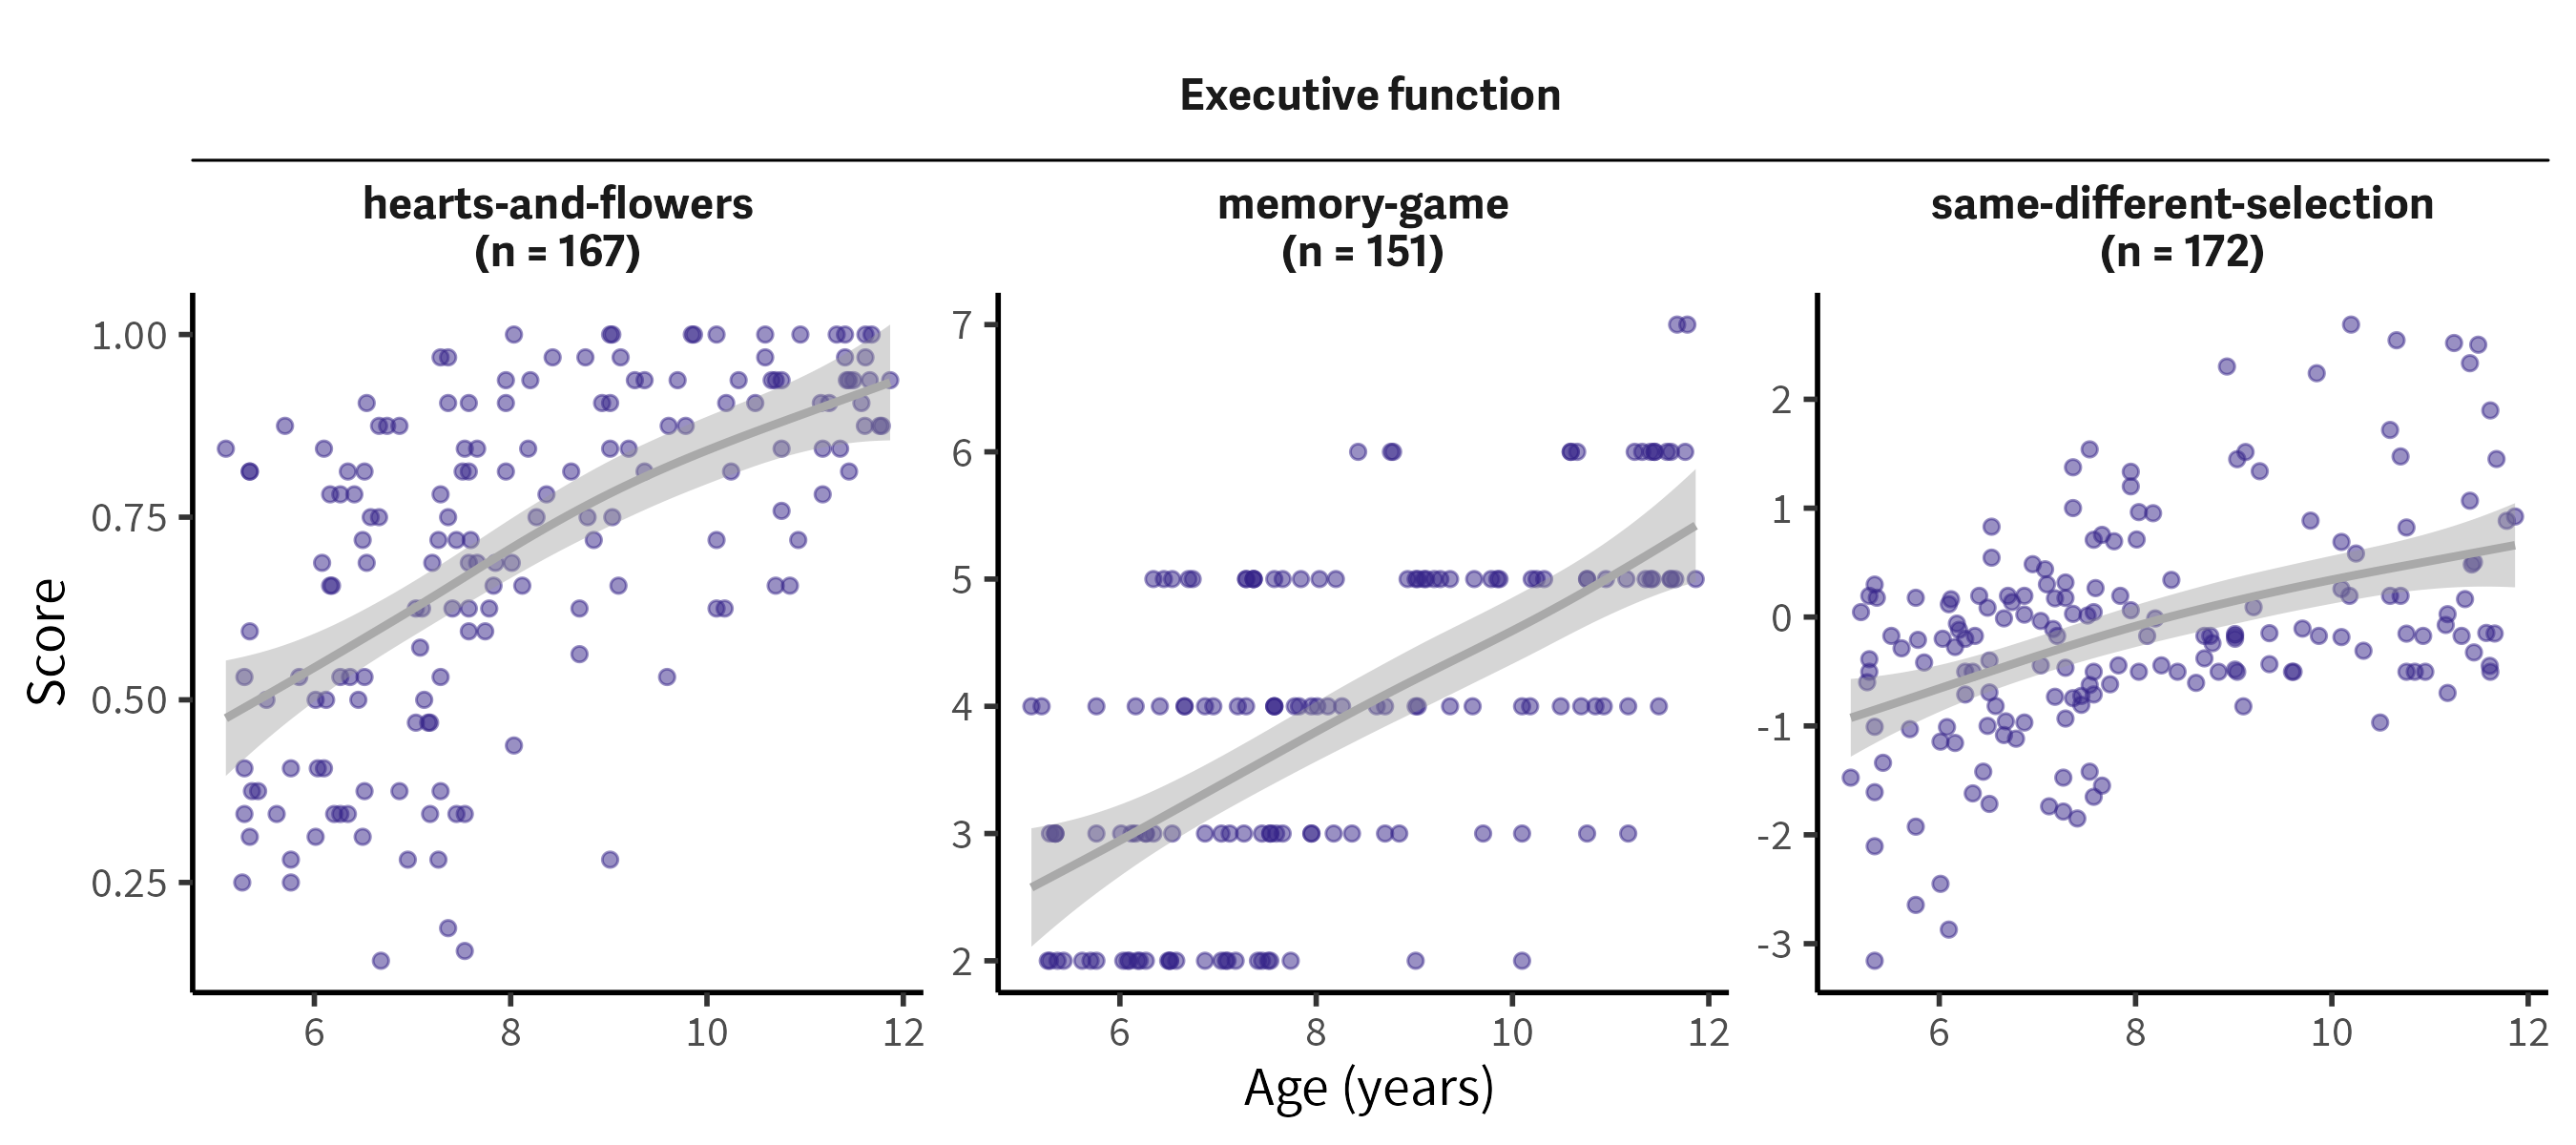 Executive function
hearts-and-flowers
(n = 167)
memory-game
(n = 151)
same-different-selection
(n = 172)
Score
1.00
0.75
0.50
0.25
6 8 10 12
7
6
5
4
3
2
6 8 10 12
2
1
0
-1
-2
-3
6 8 10 12
Age (years)